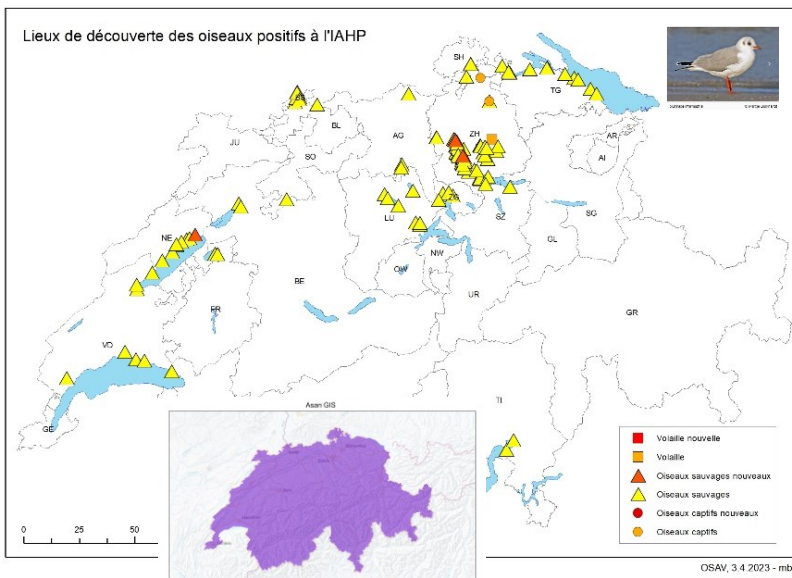 Lieux de découverte des oiseaux positifs à l'IAHP
SH
TG
BS
BL
AG
ZH
AR
AI
JU
SO
LU
ZG
SZ
SG
NE
GL
NW
OW
BE
UR
FR
GR
VD
TI
GE
Asan GIS
Volaille nouvelle
Volaille
Oiseaux sauvages nouveaux
Oiseaux sauvages
Oiseaux captifs nouveaux
Oiseaux captifs
0 25 50
OSAV, 3.4.2023 - mb